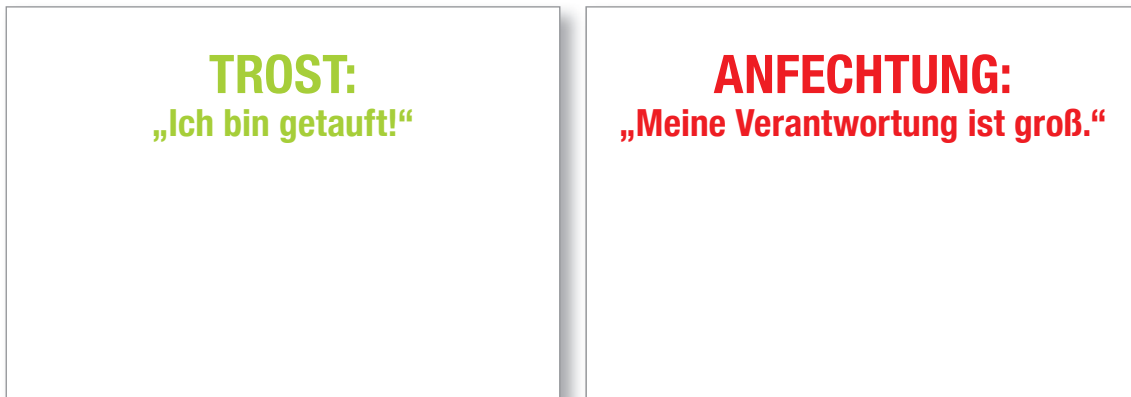 TROST:
„Ich bin getauft!“
ANFECHTUNG:
„Meine Verantwortung ist groß.“